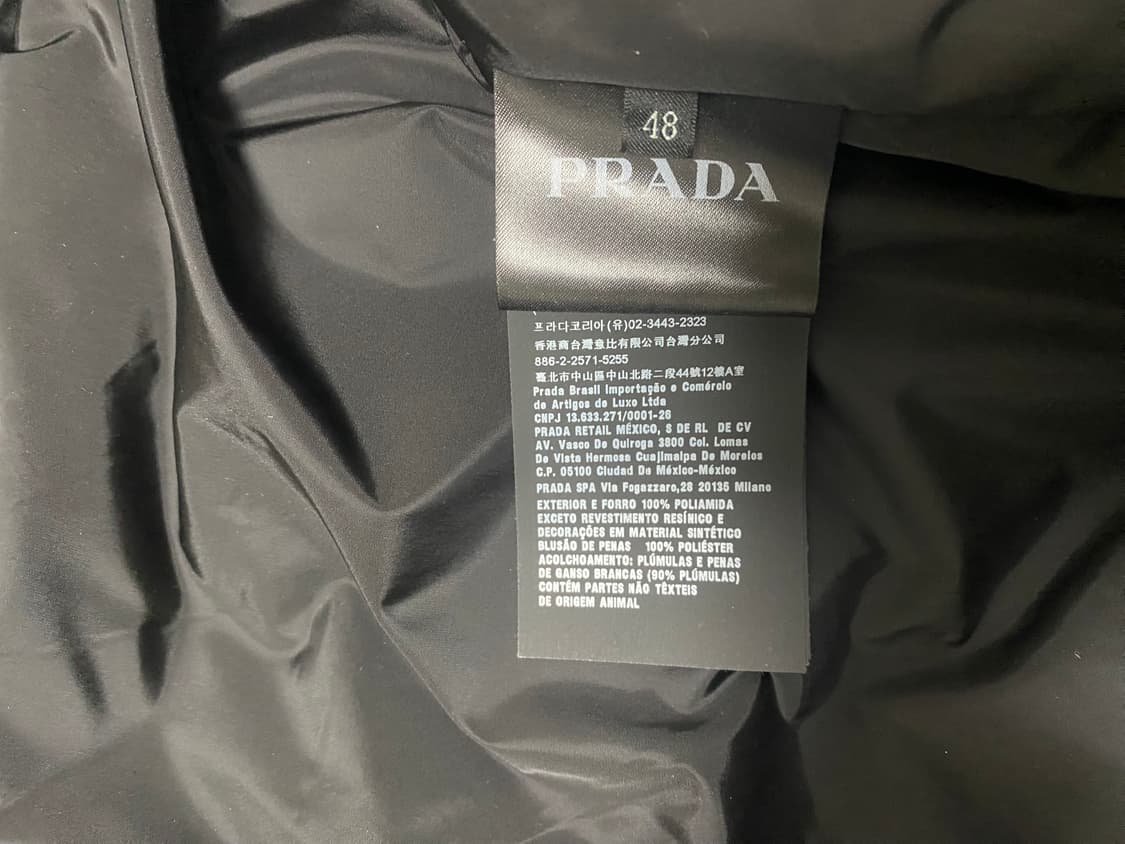 48
PRADA
프라다코리아(유)02-3443-2323
香港商台灣意比有限公司台灣分公司
886-2-2571-5255
臺北市中山區中山北路二段44號12樓A室
Prada Brasil Importação e Comércio
de Artigos de Luxo Ltda
CNPJ 13.633.271/0001-26
PRADA RETAIL MÉXICO, S DE RL DE CV
AV. Vasco De Quiroga 3800 Col. Lomas
De Vista Hermosa Cuajimalpa De Morelos
C.P. 05100 Ciudad De México-México
PRADA SPA Via Fogazzaro,28 20135 Milano
EXTERIOR E FORRO 100% POLIAMIDA
EXCETO REVESTIMENTO RESÍNICO E
DECORAÇÕES EM MATERIAL SINTÉTICO
BLUSÃO DE PENAS 100% POLIÉSTER
ACOLCHOAMENTO: PLÚMULAS E PENAS
DE GANSO BRANCAS (90% PLÚMULAS)
CONTÉM PARTES NÃO TÊXTEIS
DE ORIGEM ANIMAL